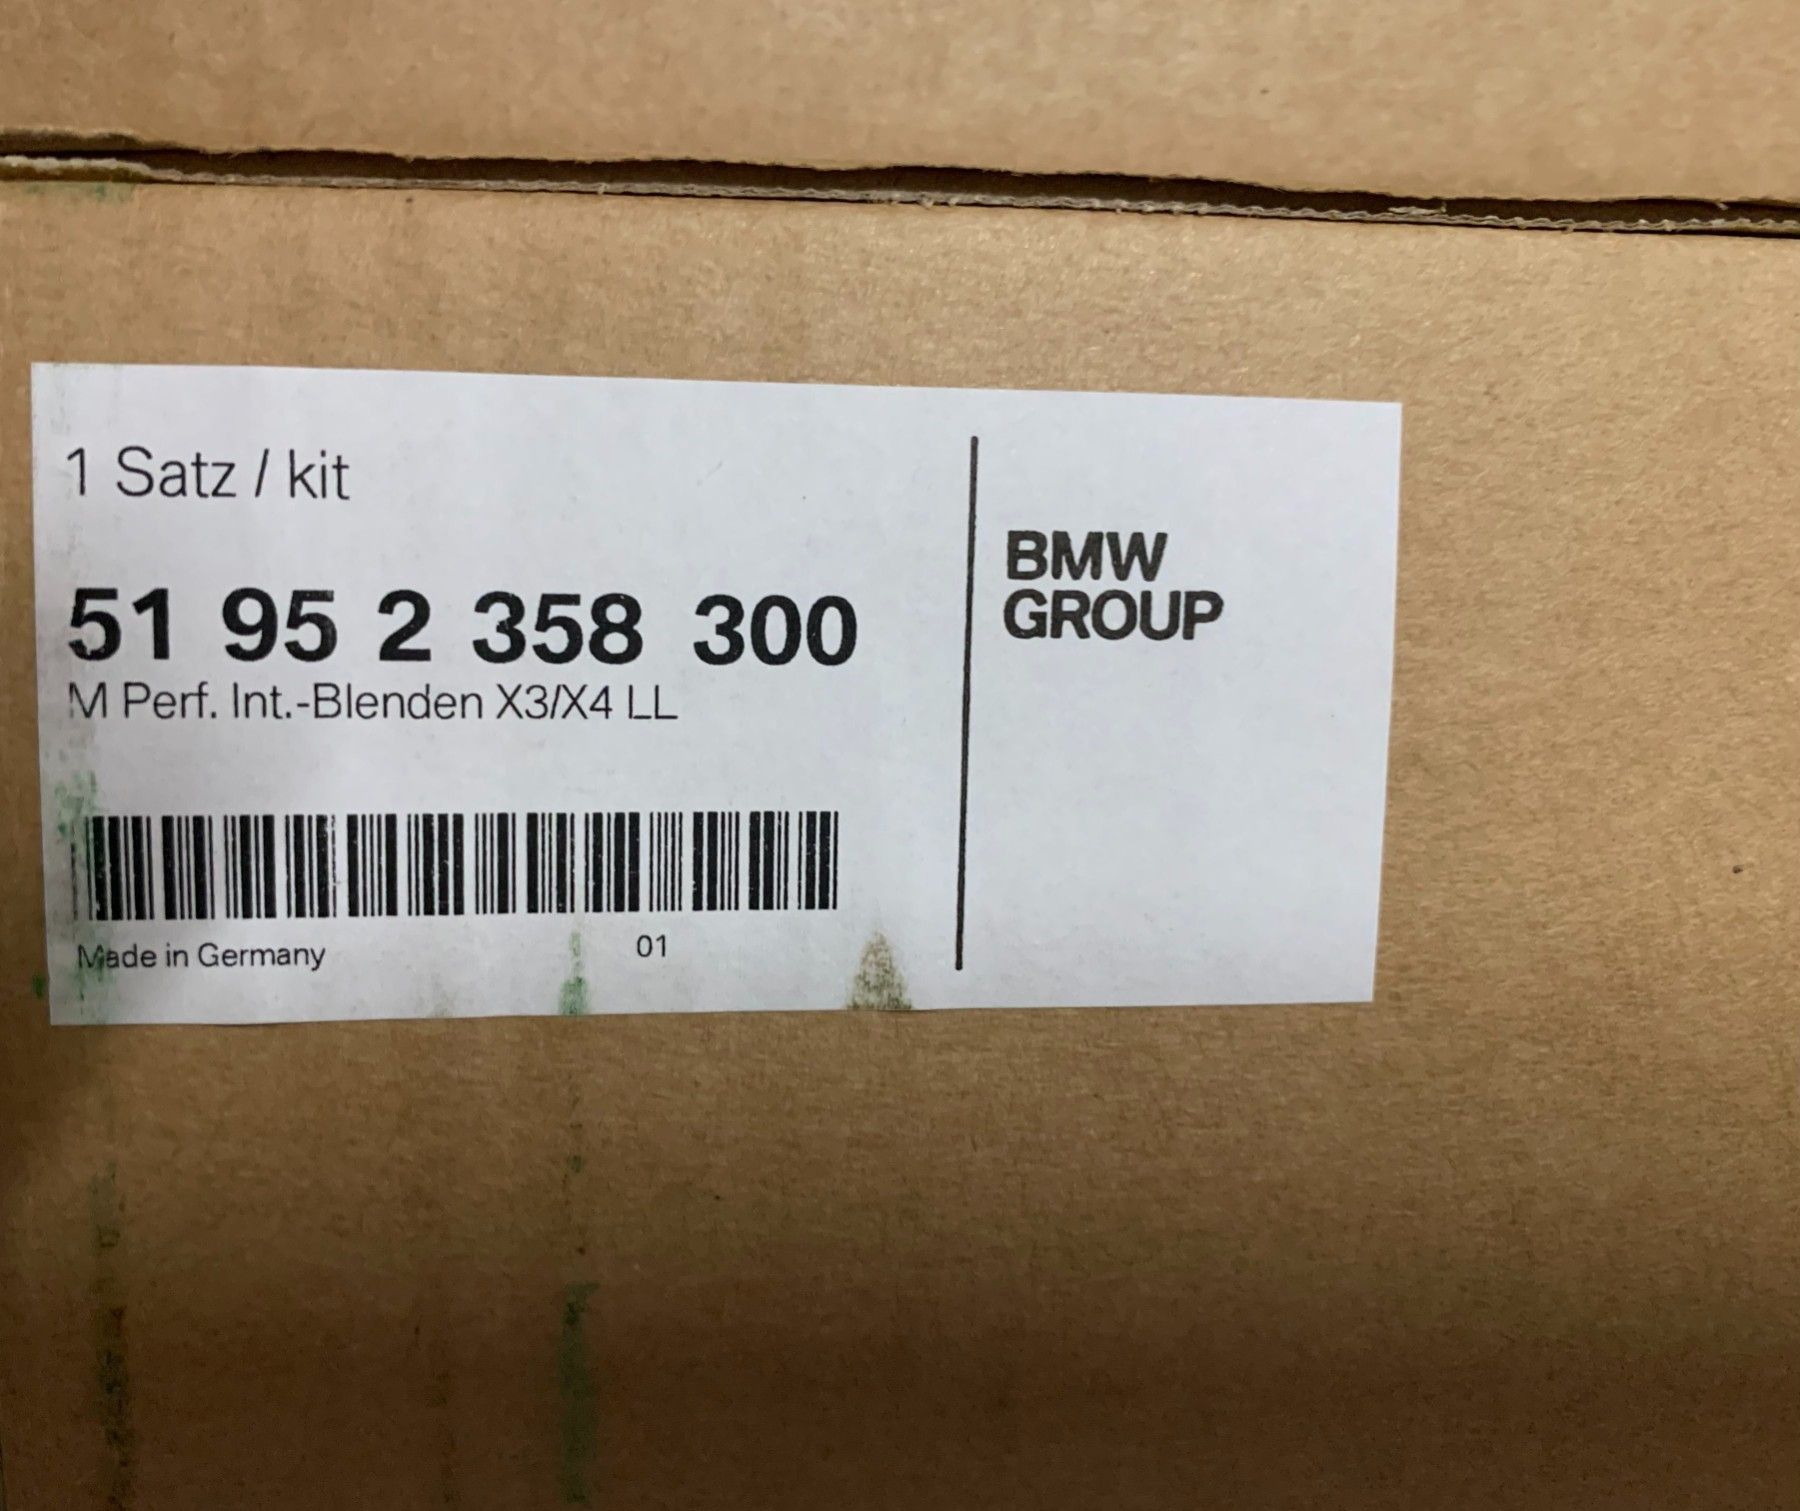 1 Satz / kit
51 95 2 358 300
M Perf. Int.-Blenden X3/X4 LL
Made in Germany
01
BMW
GROUP